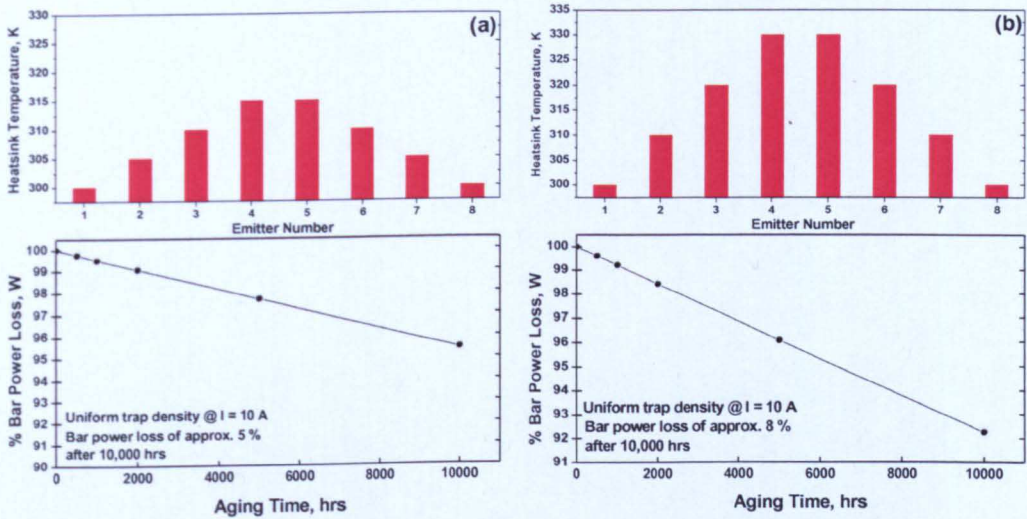 (a)
Heatsink Temperature, K
330
325
320
315
310
305
300
1 2 3 4 5 6 7 8
Emitter Number
% Bar Power Loss, W
100
99
98
97
96
95
94
93
92
91
90
Uniform trap density @ I = 10 A
Bar power loss of approx. 5 %
after 10,000 hrs
0 2000 4000 6000 8000 10000
Aging Time, hrs
(b)
Heatsink Temperature, K
335
330
325
320
315
310
305
300
1 2 3 4 5 6 7 8
Emitter Number
% Bar Power Loss, W
100
99
98
97
96
95
94
93
92
91
Uniform trap density @ I = 10 A
Bar power loss of approx. 8 %
after 10,000 hrs
0 2000 4000 6000 8000 10000
Aging Time, hrs